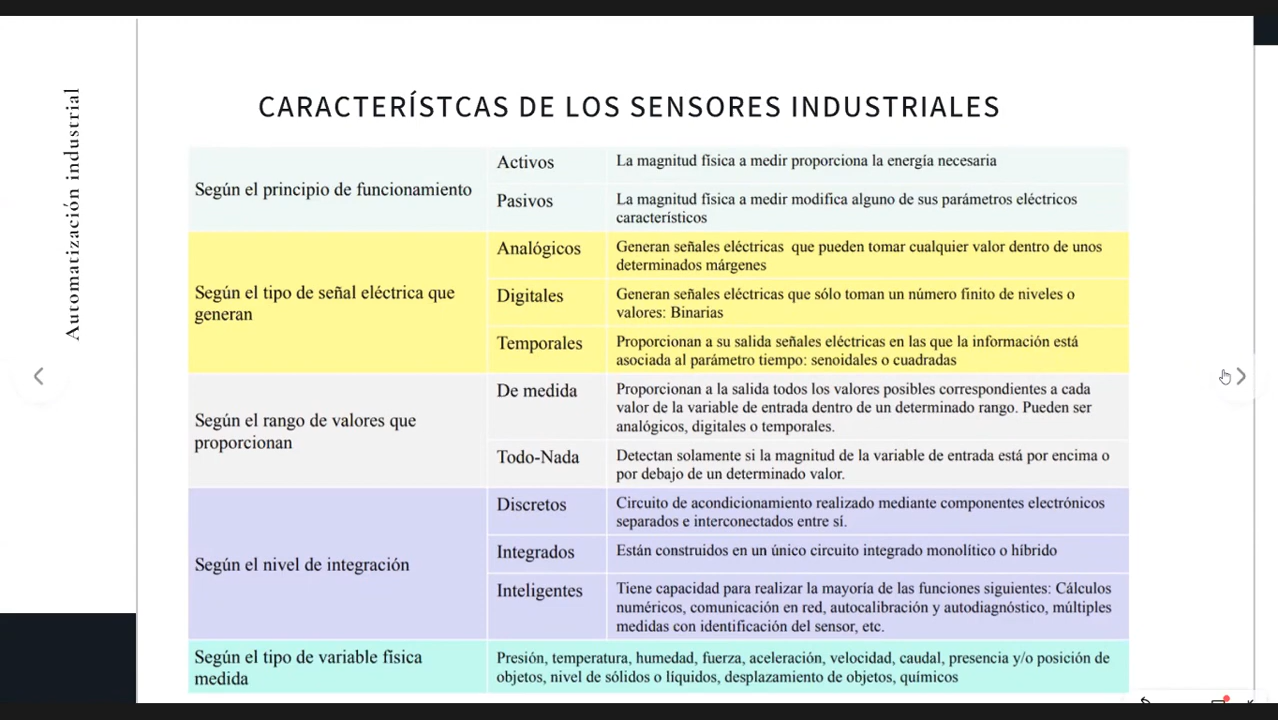 Automatización industrial
CARACTERÍSTCAS DE LOS SENSORES INDUSTRIALES
Según el principio de funcionamiento
Activos
La magnitud física a medir proporciona la energía necesaria
Pasivos
La magnitud física a medir modifica alguno de sus parámetros eléctricos
característicos
Según el tipo de señal eléctrica que
generan
Analógicos
Generan señales eléctricas que pueden tomar cualquier valor dentro de unos
determinados márgenes
Digitales
Generan señales eléctricas que sólo toman un número finito de niveles o
valores: Binarias
Temporales
Proporcionan a su salida señales eléctricas en las que la información está
asociada al parámetro tiempo: senoidales o cuadradas
Según el rango de valores que
proporcionan
De medida
Proporcionan a la salida todos los valores posibles correspondientes a cada
valor de la variable de entrada dentro de un determinado rango. Pueden ser
analógicos, digitales o temporales.
Todo-Nada
Detectan solamente si la magnitud de la variable de entrada está por encima o
por debajo de un determinado valor.
Según el nivel de integración
Discretos
Circuito de acondicionamiento realizado mediante componentes electrónicos
separados e interconectados entre sí.
Integrados
Están construidos en un único circuito integrado monolítico o híbrido
Inteligentes
Tiene capacidad para realizar la mayoría de las funciones siguientes: Cálculos
numéricos, comunicación en red, autocalibración y autodiagnóstico, múltiples
medidas con identificación del sensor, etc.
Según el tipo de variable física
medida
Presión, temperatura, humedad, fuerza, aceleración, velocidad, caudal, presencia y/o posición de
objetos, nivel de sólidos o líquidos, desplazamiento de objetos, químicos